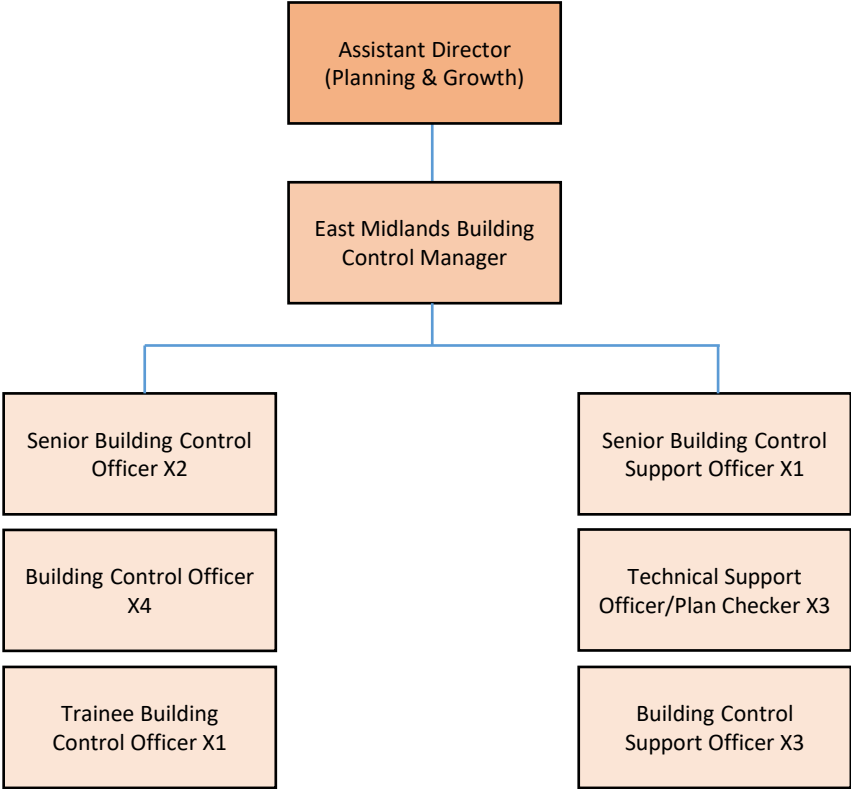 Assistant Director
(Planning & Growth)
East Midlands Building
Control Manager
Senior Building Control
Officer X2
Building Control Officer
X4
Trainee Building
Control Officer X1
Senior Building Control
Support Officer X1
Technical Support
Officer/Plan Checker X3
Building Control
Support Officer X3